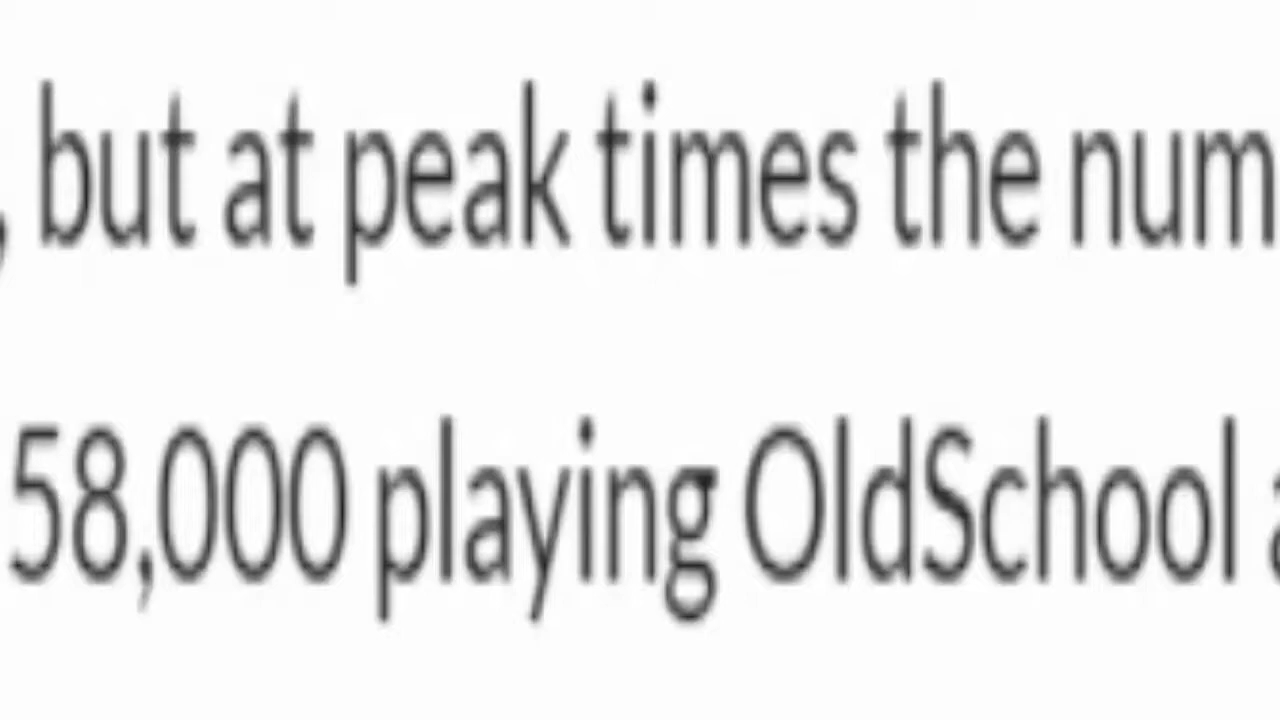 , but at peak times the num
58,000 playing OldSchool a